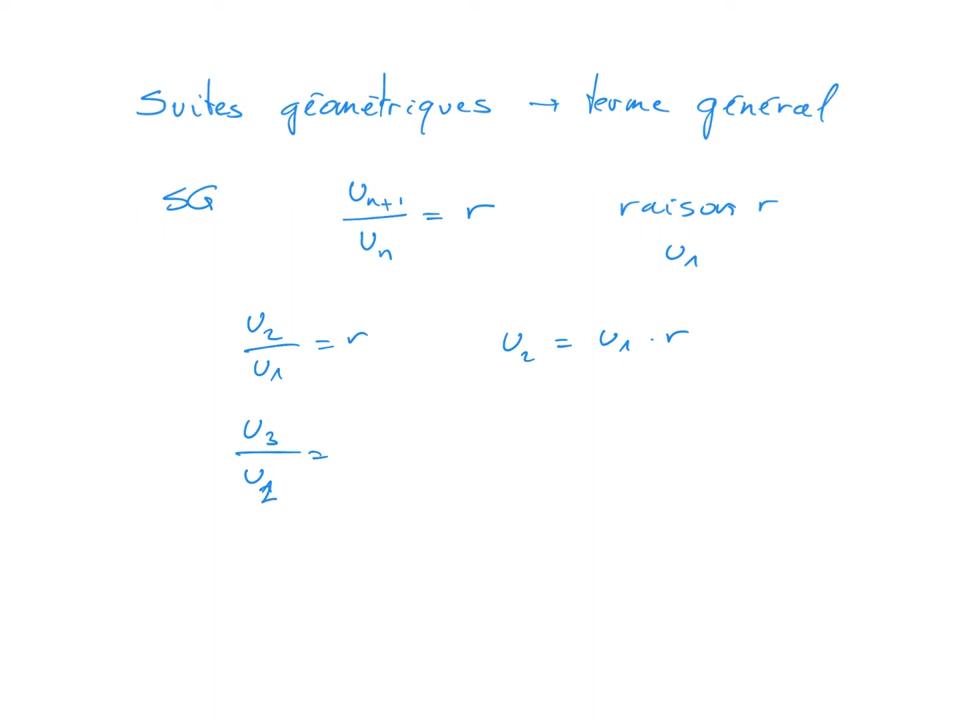 Suites géométriques → terme général
SG U_{n+1}/U_n = r raison r
U_1
U_2/U_1 = r U_2 = U_1 · r
U_3/U_2 =